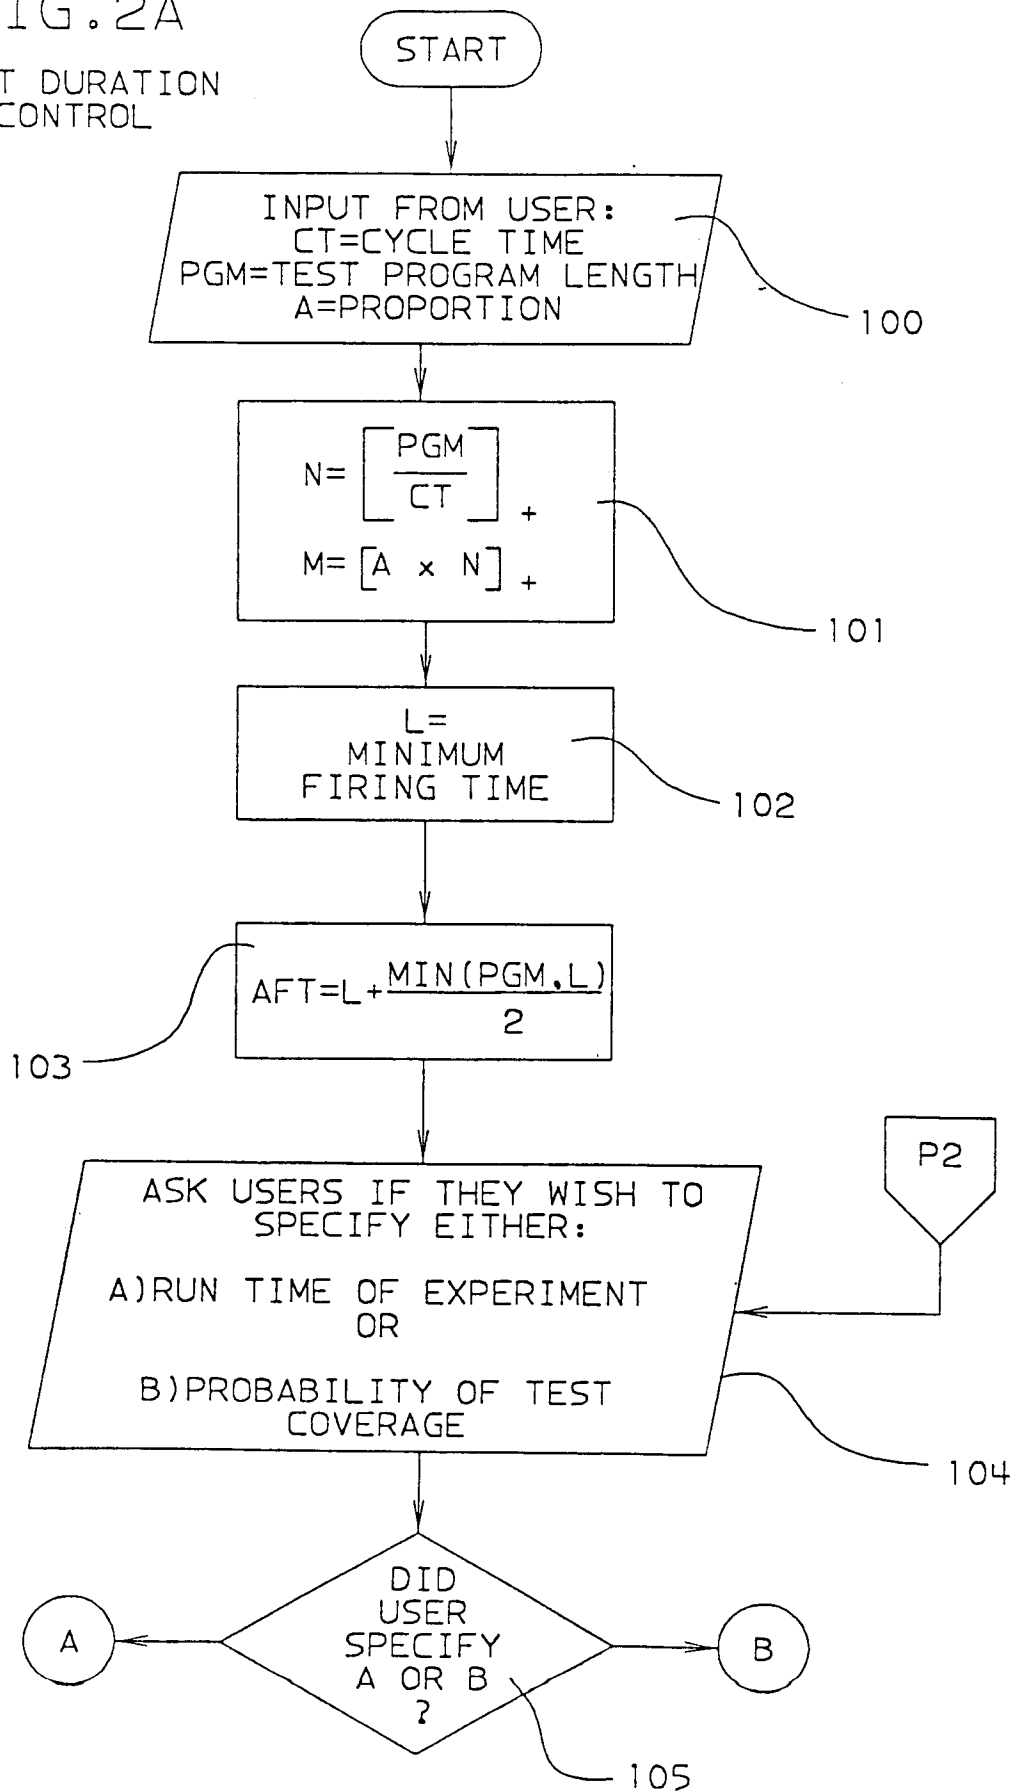 IG.2A
T DURATION
CONTROL
START
INPUT FROM USER:
CT=CYCLE TIME
PGM=TEST PROGRAM LENGTH
A=PROPORTION
100
N= [PGM
CT] +
M= [A x N] +
101
L=
MINIMUM
FIRING TIME
102
AFT=L+MIN(PGM,L)
2
103
P2
ASK USERS IF THEY WISH TO
SPECIFY EITHER:
A)RUN TIME OF EXPERIMENT
OR
B)PROBABILITY OF TEST
COVERAGE
104
DID
USER
SPECIFY
A OR B
?
A
B
105